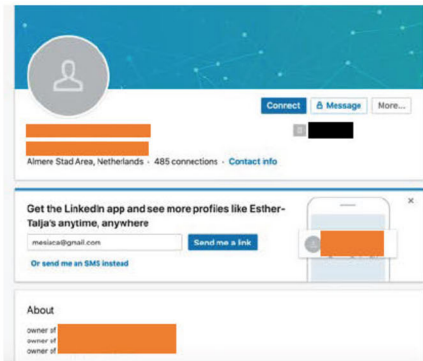 Connect
Message
More...
Almere Stad Area, Netherlands · 485 connections · Contact info
Get the LinkedIn app and see more profiles like Esther-
Talja's anytime, anywhere
mesiaca@gmail.com
Send me a link
Or send me an SMS instead
About
owner of
owner of
owner of